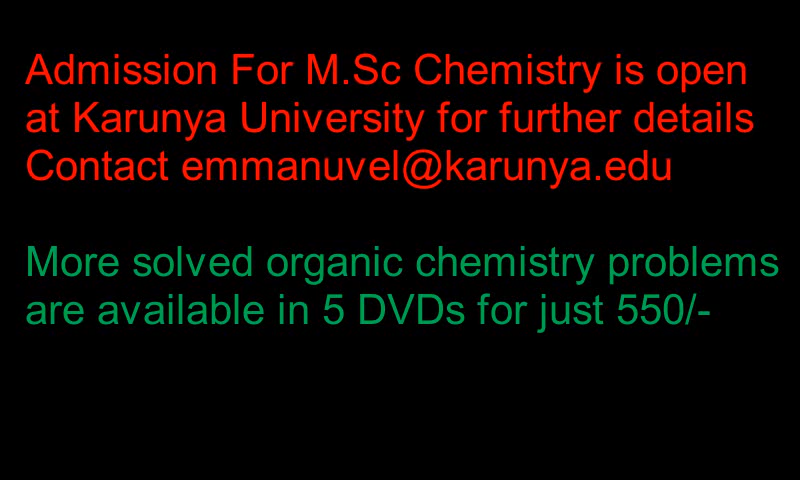 Admission For M.Sc Chemistry is open
at Karunya University for further details
Contact emmanuvel@karunya.edu
More solved organic chemistry problems
are available in 5 DVDs for just 550/-